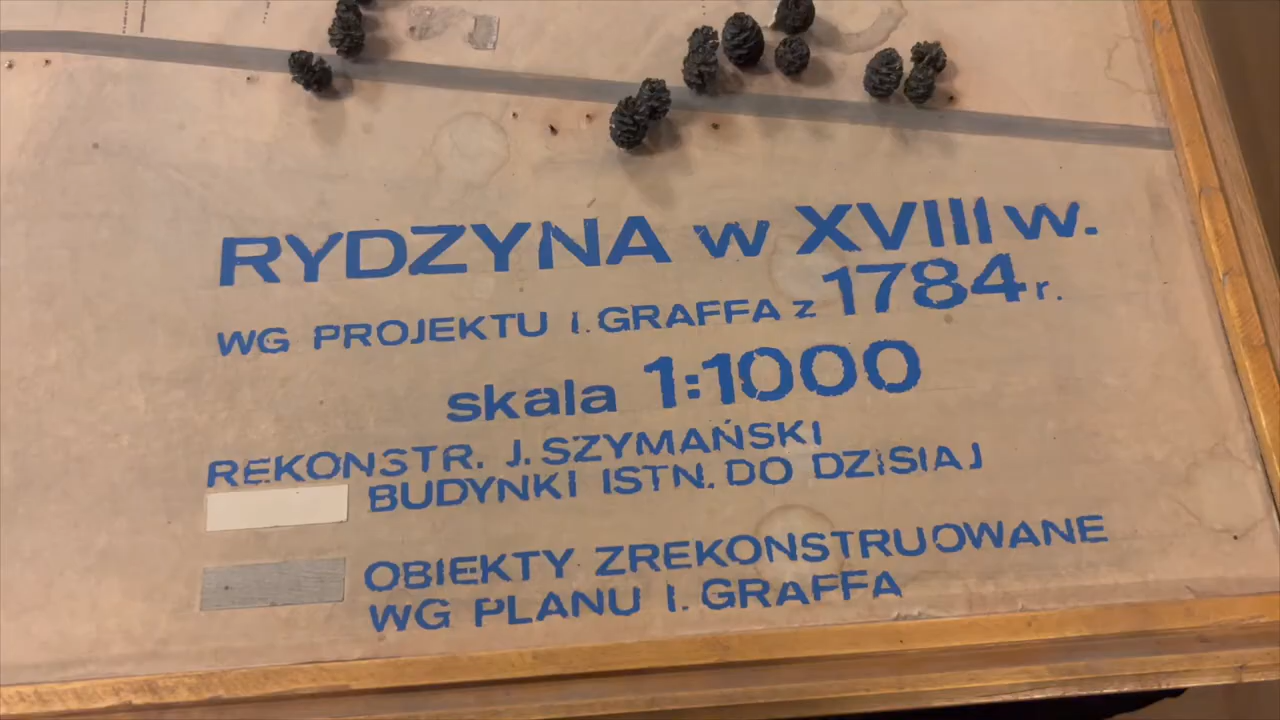 RYDZYNA w XVIII w.
WG PROJEKTU I. GRAFFA z 1784 r.
skala 1:1000
REKONSTR. J. SZYMAŃSKI
BUDYNKI ISTN. DO DZISIAJ
OBIEKTY ZREKONSTRUOWANE
WG PLANU I. GRAFFA